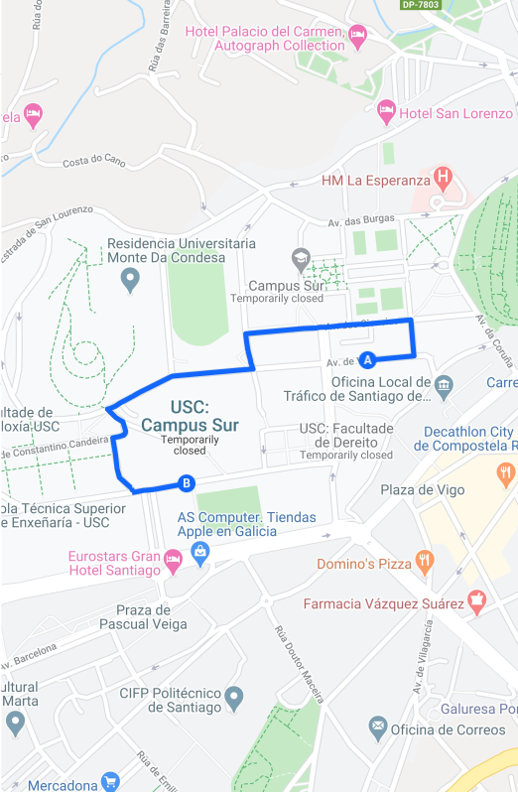 DP-7803
Rúa do
Rúa das Barreiras
Hotel Palacio del Carmen,
Autograph Collection
ela
Hotel San Lorenzo
Costa do Cano
HM La Esperanza
Estrada de San Lourenzo
Av. das Burgas
Residencia Universitaria
Monte Da Condesa
Campus Sur
Temporarily closed
Av. da Coruña
A
Av. de
Oficina Local de
Tráfico de Santiago de...
Carre
USC:
Campus Sur
Temporarily
closed
ultade de
loxía USC
USC: Facultade
de Dereito
Temporarily closed
Decathlon City
de Compostela R
de Constantino Candeira
B
Plaza de Vigo
ola Técnica Superior
e Enxeñaría - USC
AS Computer. Tiendas
Apple en Galicia
Eurostars Gran
Hotel Santiago
Domino's Pizza
Farmacia Vázquez Suárez
Praza de
Pascual Veiga
Av. Barcelona
Rúa Doutor Maceira
Av. de Vilagarcía
ultural
Marta
CIFP Politécnico
de Santiago
Galuresa Por
Oficina de Correos
Rúa de Emili
Mercadona